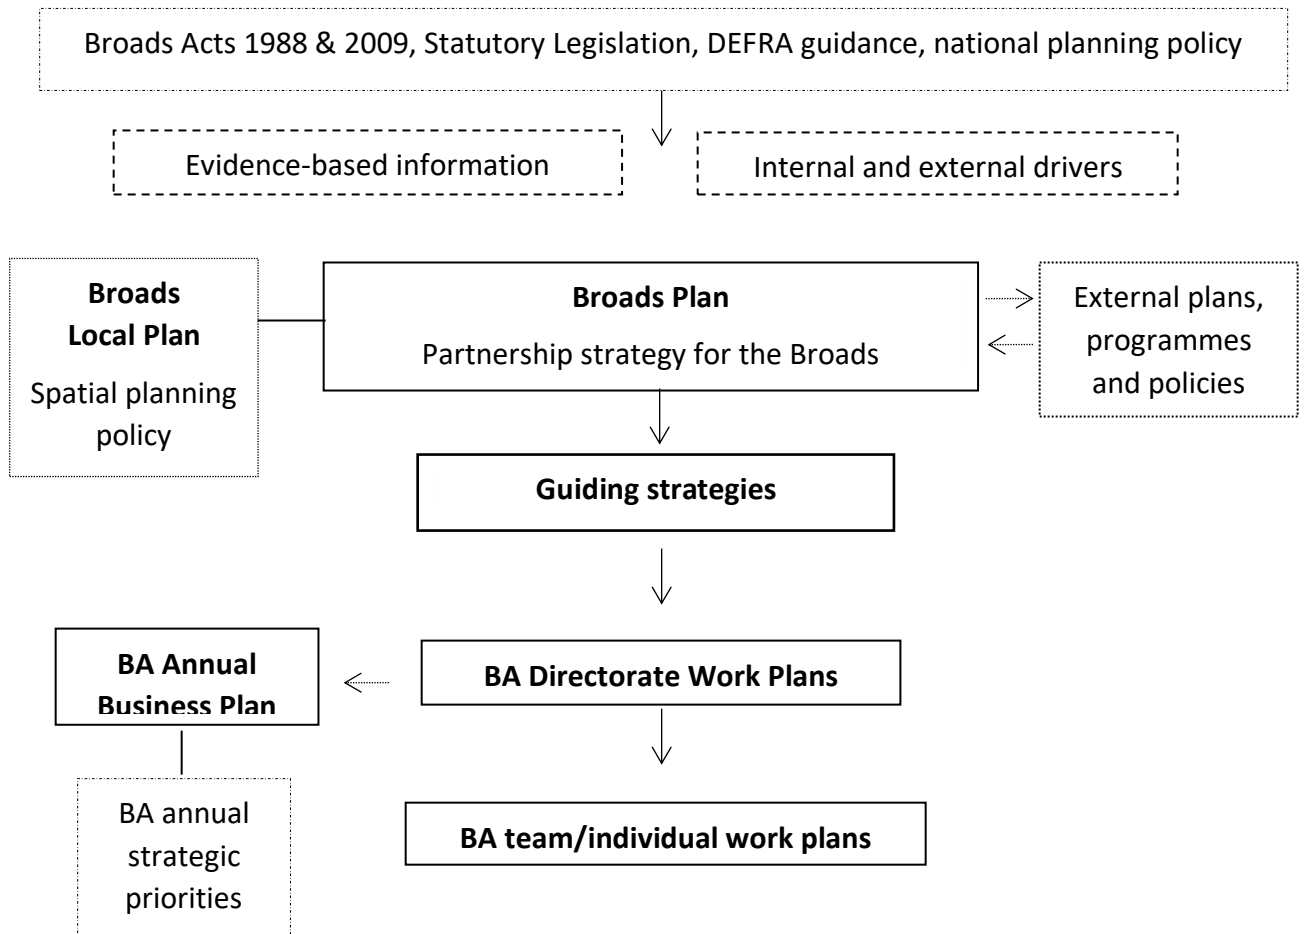 Broads Acts 1988 & 2009, Statutory Legislation, DEFRA guidance, national planning policy
Evidence-based information
Internal and external drivers
Broads
Local Plan
Spatial planning
policy
Broads Plan
Partnership strategy for the Broads
External plans,
programmes
and policies
Guiding strategies
BA Annual
Business Plan
BA Directorate Work Plans
BA annual
strategic
priorities
BA team/individual work plans